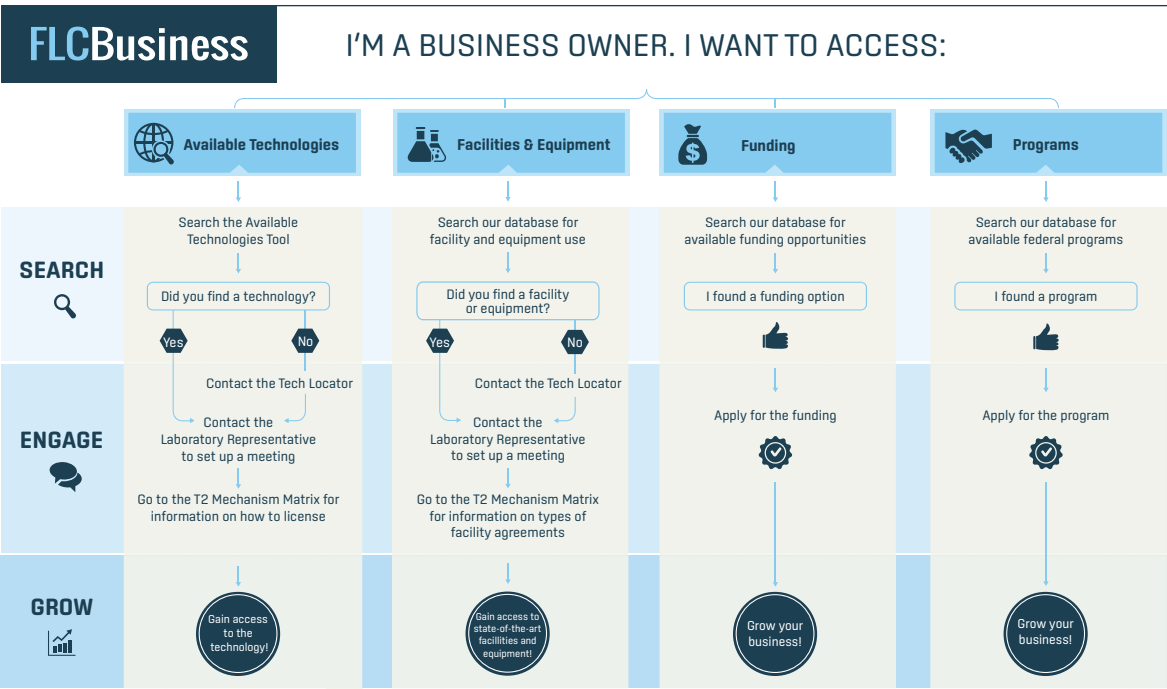 FLCBusiness
I'M A BUSINESS OWNER. I WANT TO ACCESS:
Available Technologies
Facilities & Equipment
Funding
Programs
SEARCH
Search the Available
Technologies Tool
Did you find a technology?
Yes
No
Search our database for
facility and equipment use
Did you find a facility
or equipment?
Yes
No
Search our database for
available funding opportunities
I found a funding option
Search our database for
available federal programs
I found a program
ENGAGE
Contact the Tech Locator
Contact the
Laboratory Representative
to set up a meeting
Go to the T2 Mechanism Matrix for
information on how to license
Contact the Tech Locator
Contact the
Laboratory Representative
to set up a meeting
Go to the T2 Mechanism Matrix
for information on types of
facility agreements
Apply for the funding
Apply for the program
GROW
Gain access
to the
technology!
Gain access to
state-of-the-art
facillities and
equipment!
Grow your
business!
Grow your
business!